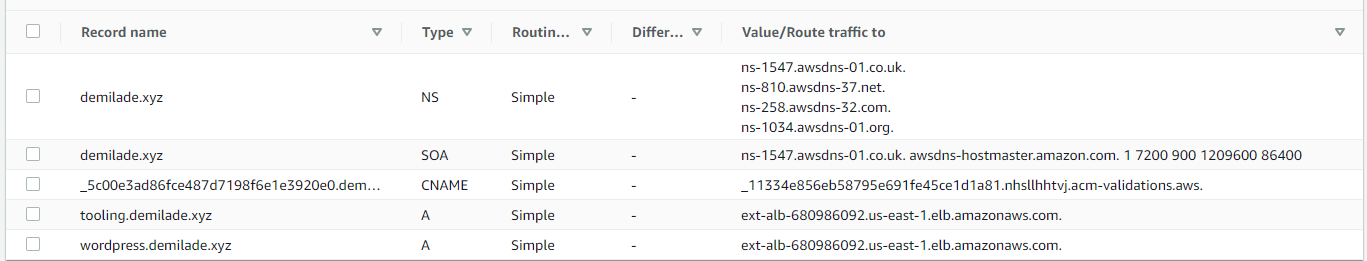 Record name Type Routin... Differ... Value/Route traffic to
demilade.xyz NS Simple - ns-1547.awsdns-01.co.uk.
ns-810.awsdns-37.net.
ns-258.awsdns-32.com.
ns-1034.awsdns-01.org.
demilade.xyz SOA Simple - ns-1547.awsdns-01.co.uk. awsdns-hostmaster.amazon.com. 1 7200 900 1209600 86400
_5c00e3ad86fce487d7198f6e1e3920e0.dem... CNAME Simple - _11334e856eb58795e691fe45ce1d1a81.nhsllhhtvj.acm-validations.aws.
tooling.demilade.xyz A Simple - ext-alb-680986092.us-east-1.elb.amazonaws.com.
wordpress.demilade.xyz A Simple - ext-alb-680986092.us-east-1.elb.amazonaws.com.